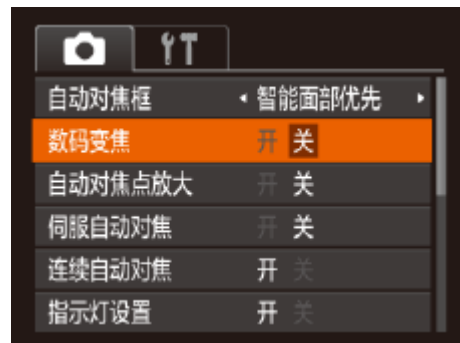 自动对焦框 智能面部优先
数码变焦 开 关
自动对焦点放大 开 关
伺服自动对焦 开 关
连续自动对焦 开 关
指示灯设置 开 关